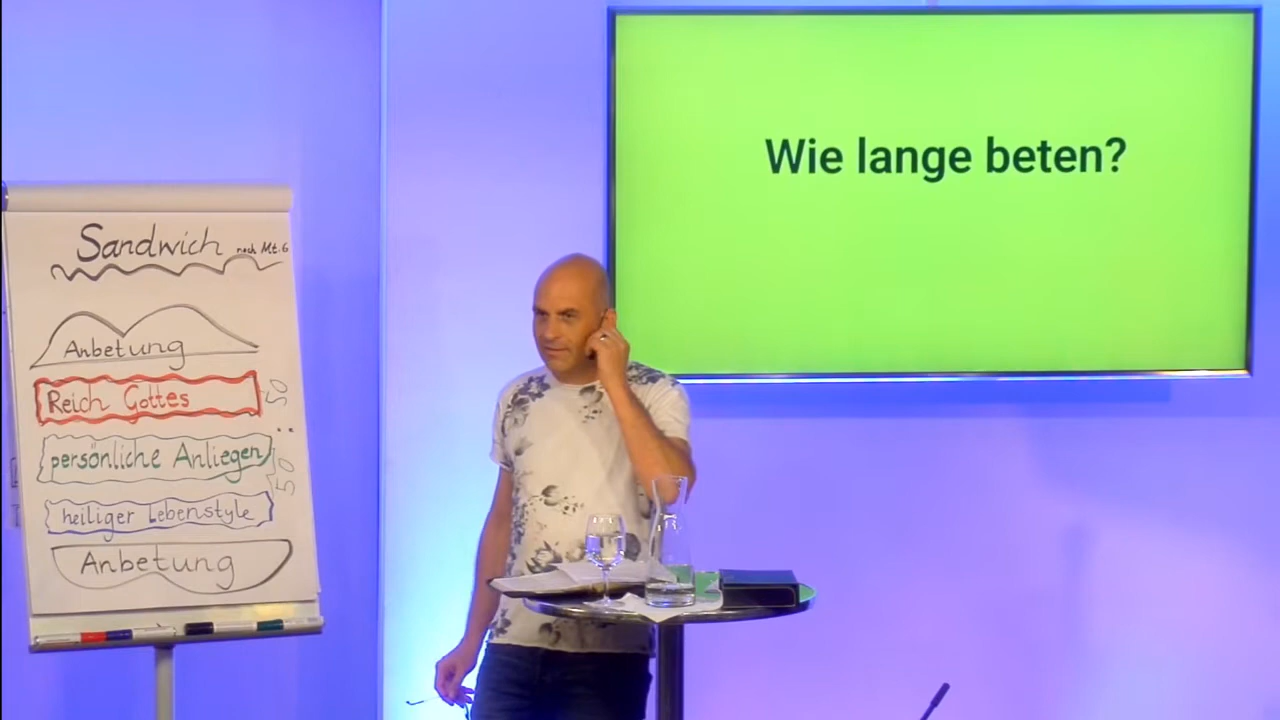 Sandwich nach Mt. 6
Anbetung
Reich Gottes
50
:
persönliche Anliegen
50
heiliger Lebenstyle
Anbetung
Wie lange beten?